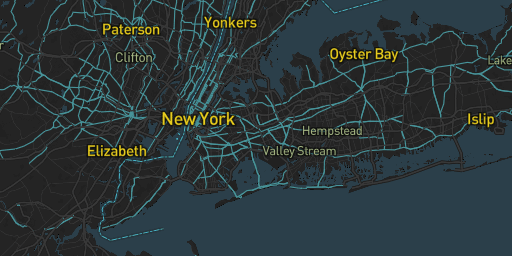 Yonkers
Paterson
Oyster Bay
Clifton
Lake
New York
Islip
Hempstead
Elizabeth
Valley Stream